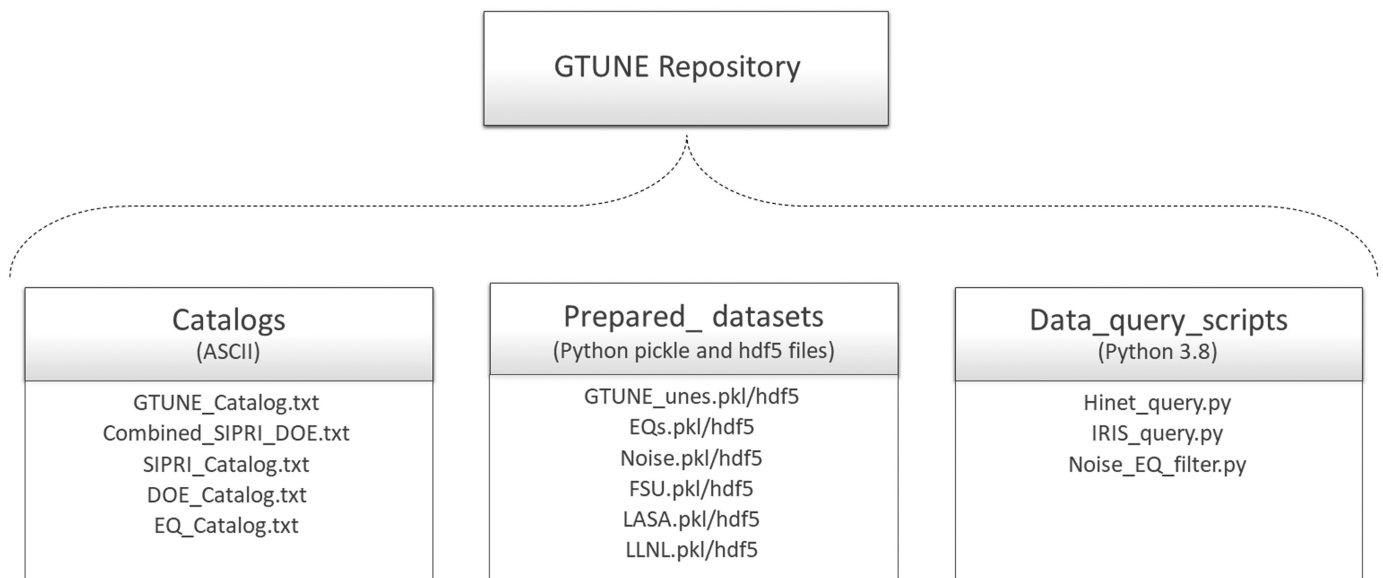 GTUNE Repository
Catalogs
(ASCII)
GTUNE_Catalog.txt
Combined_SIPRI_DOE.txt
SIPRI_Catalog.txt
DOE_Catalog.txt
EQ_Catalog.txt
Prepared_ datasets
(Python pickle and hdf5 files)
GTUNE_unes.pkl/hdf5
EQs.pkl/hdf5
Noise.pkl/hdf5
FSU.pkl/hdf5
LASA.pkl/hdf5
LLNL.pkl/hdf5
Data_query_scripts
(Python 3.8)
Hinet_query.py
IRIS_query.py
Noise_EQ_filter.py